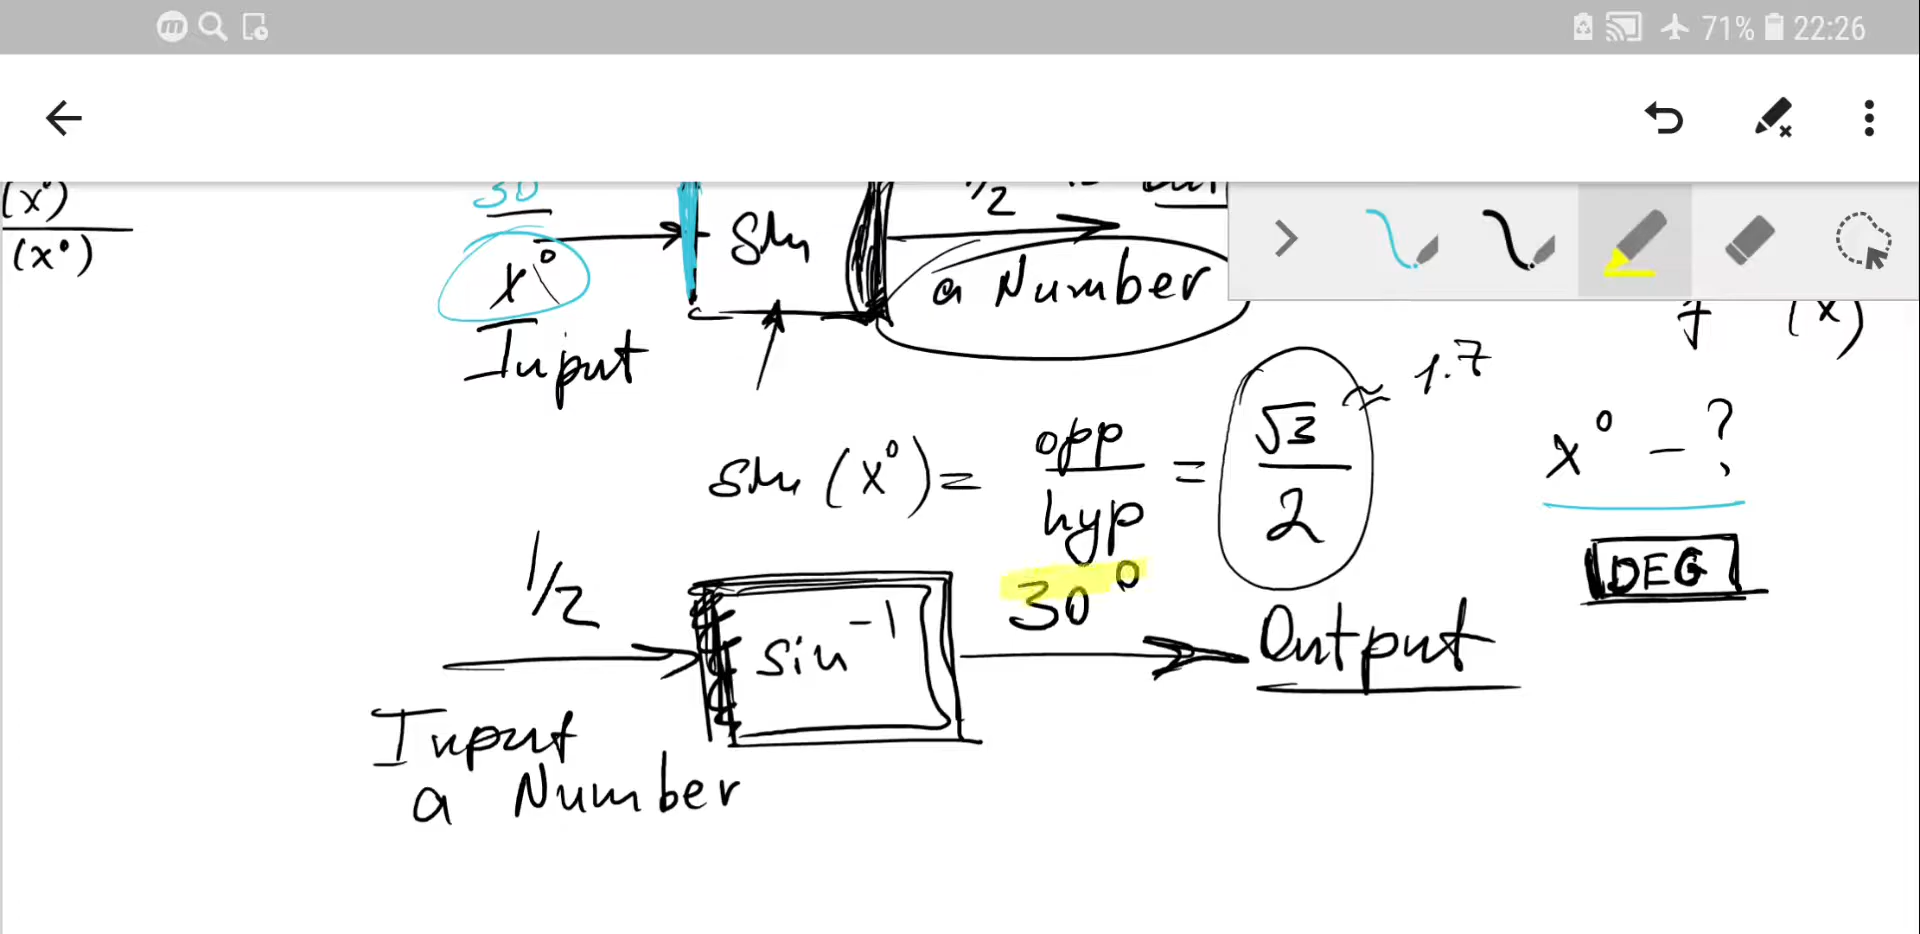 71% 22:26
(x°)
(x°)
30
x°
sin
1/2
a Number
Input
(x)
sin (x°) = opp/hyp = √3/2 ≈ 1.7
x° - ?
DEG
1/2
sin⁻¹
30°
Output
Input
a Number